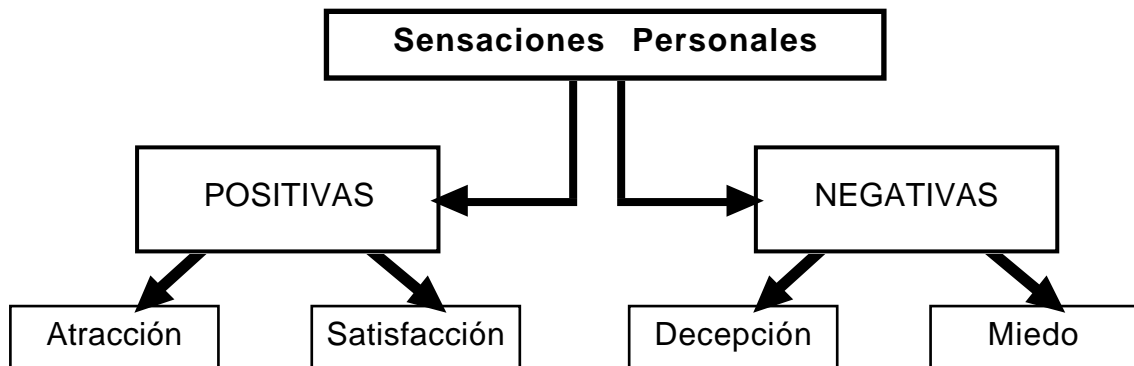 Sensaciones Personales
POSITIVAS
NEGATIVAS
Atracción
Satisfacción
Decepción
Miedo